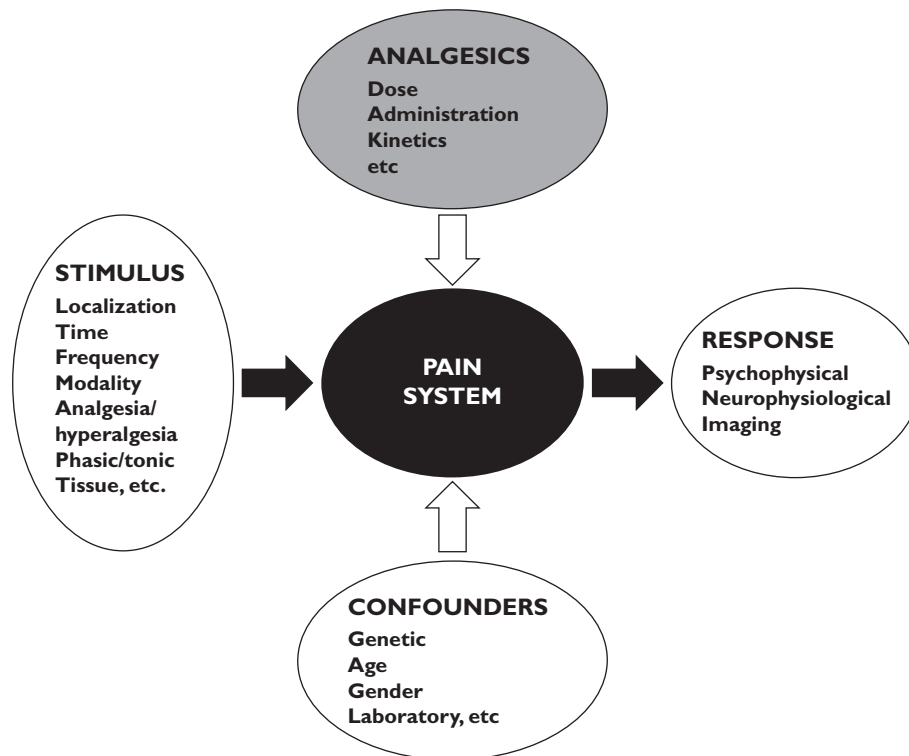 ANALGESICS
Dose
Administration
Kinetics
etc
STIMULUS
Localization
Time
Frequency
Modality
Analgesia/
hyperalgesia
Phasic/tonic
Tissue, etc.
PAIN
SYSTEM
RESPONSE
Psychophysical
Neurophysiological
Imaging
CONFOUNDERS
Genetic
Age
Gender
Laboratory, etc